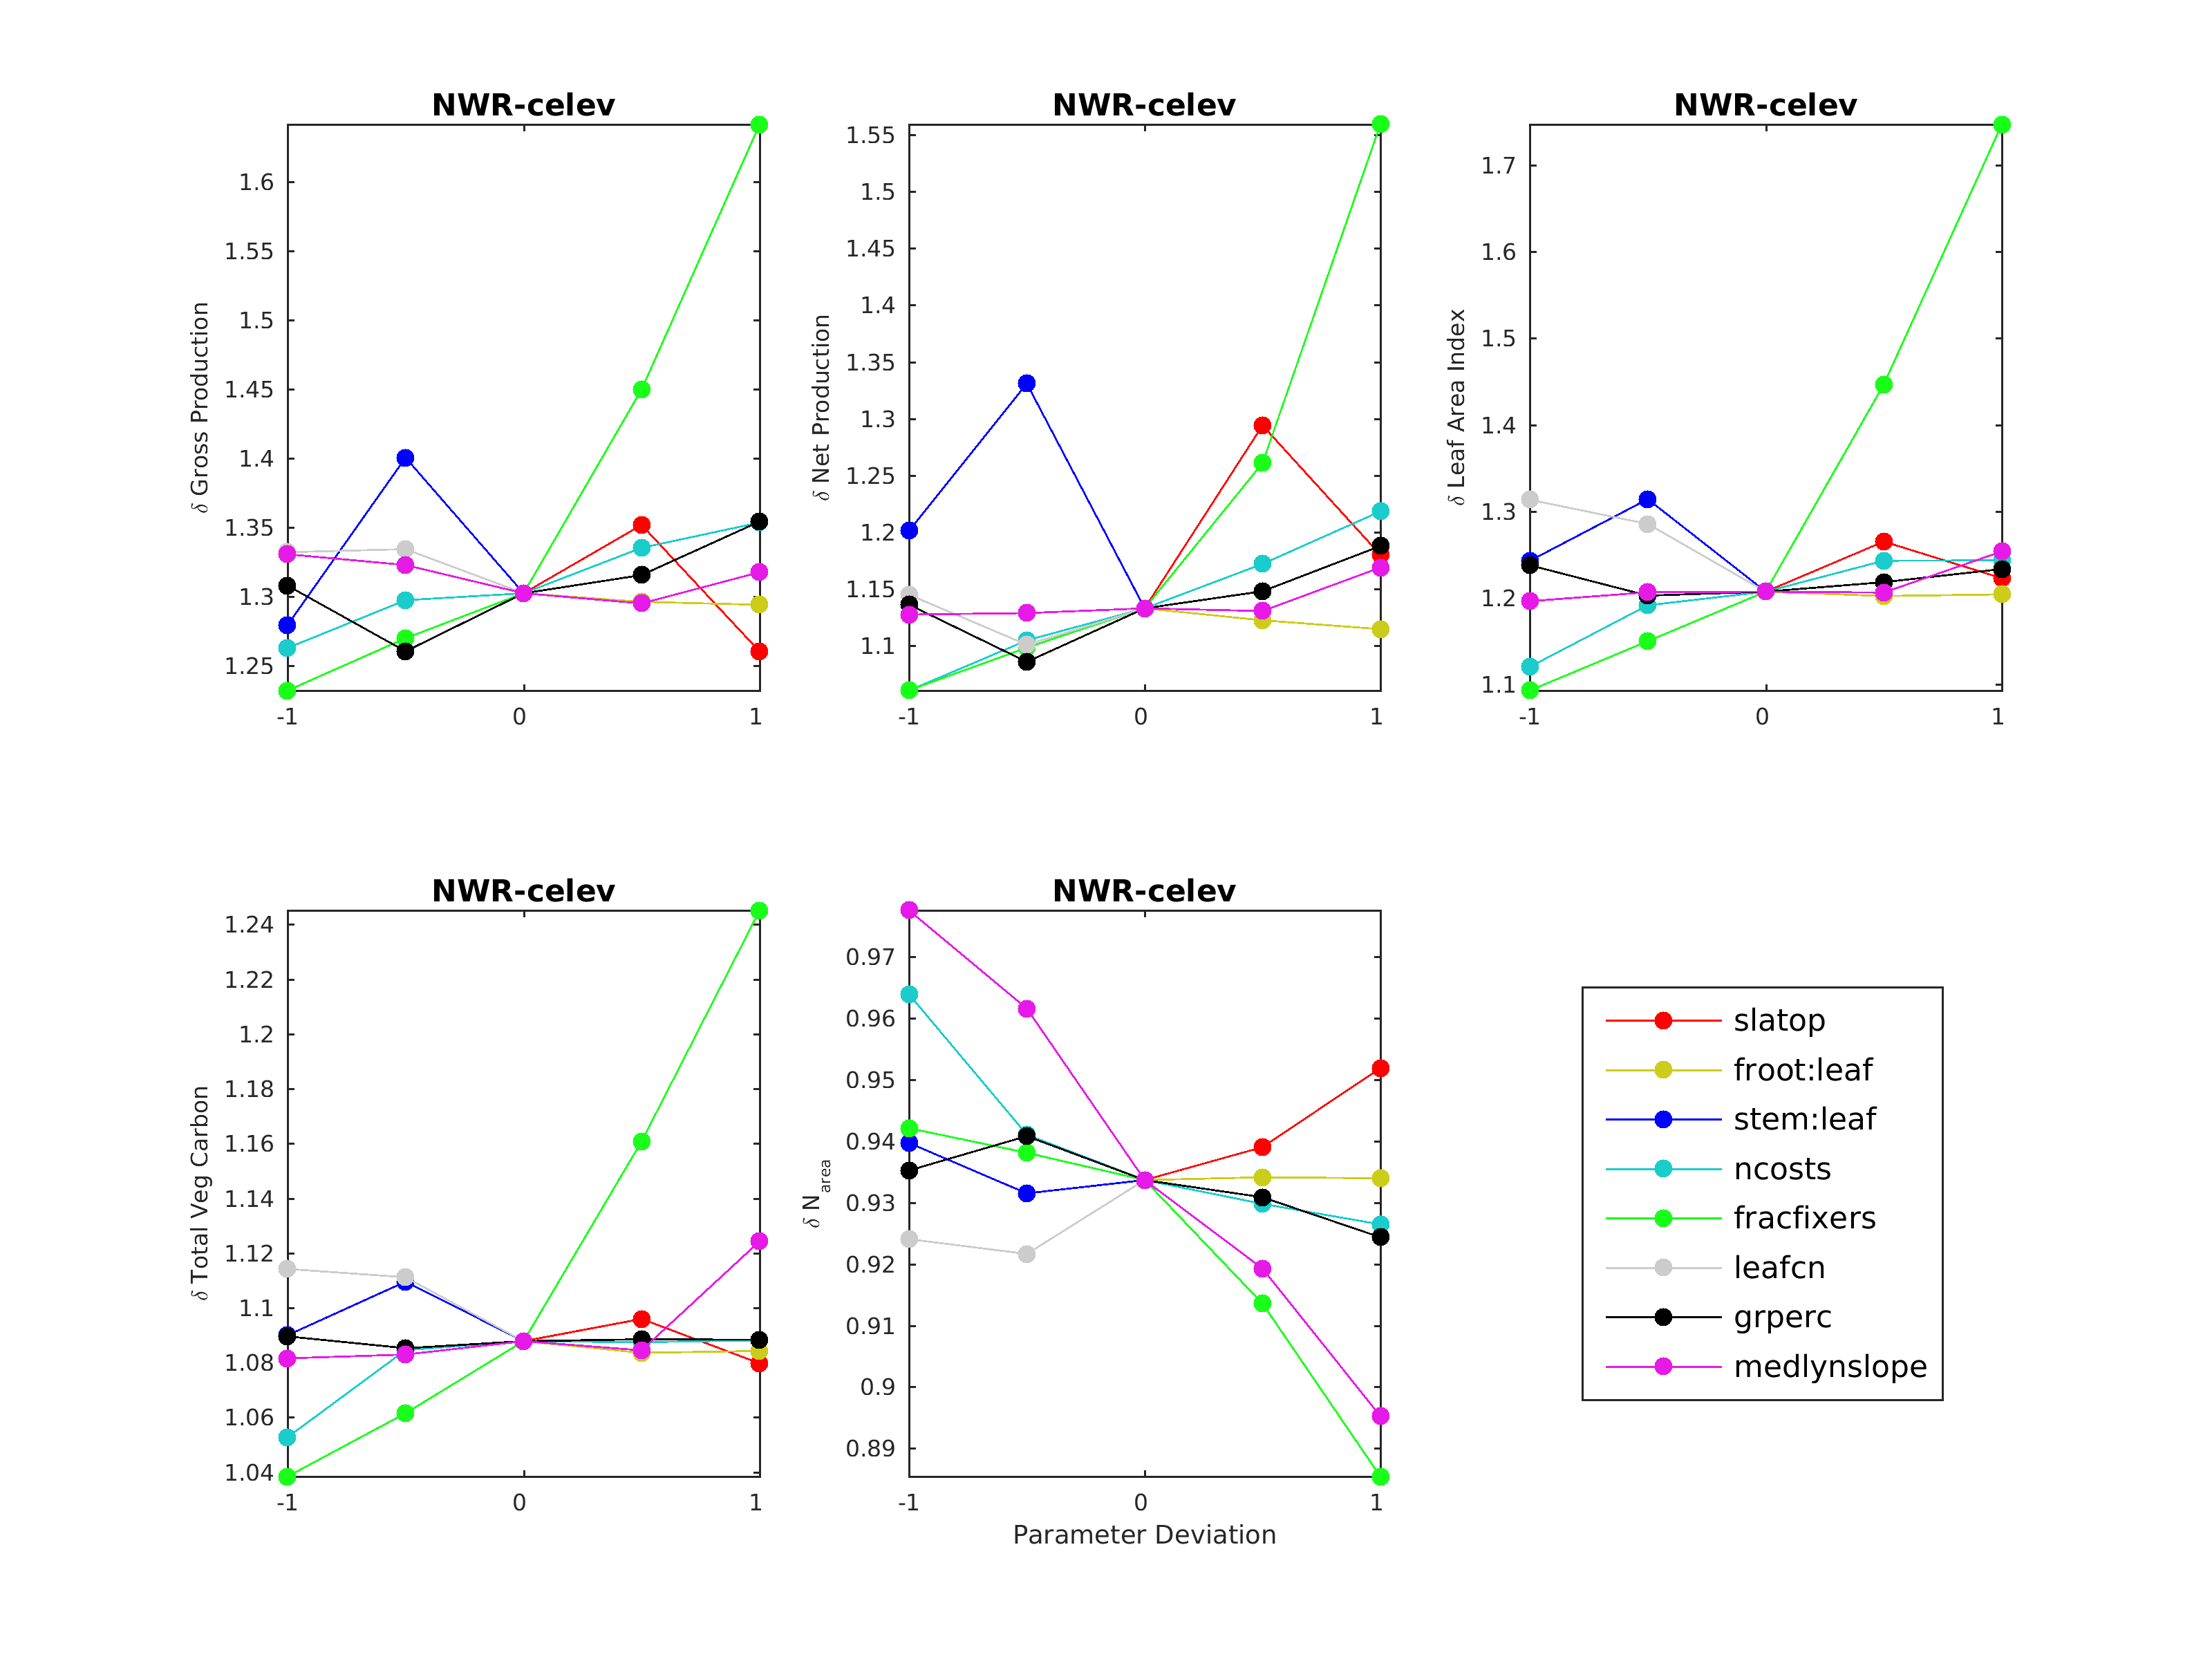 NWR-celev
NWR-celev
NWR-celev
δ Gross Production
1.6
1.55
1.5
1.45
1.4
1.35
1.3
1.25
-1 0 1
δ Net Production
1.55
1.5
1.45
1.4
1.35
1.3
1.25
1.2
1.15
1.1
-1 0 1
δ Leaf Area Index
1.7
1.6
1.5
1.4
1.3
1.2
1.1
-1 0 1
NWR-celev
NWR-celev
δ Total Veg Carbon
1.24
1.22
1.2
1.18
1.16
1.14
1.12
1.1
1.08
1.06
1.04
-1 0 1
δ N area
0.97
0.96
0.95
0.94
0.93
0.92
0.91
0.9
0.89
-1 0 1
Parameter Deviation
slatop
froot:leaf
stem:leaf
ncosts
fracfixers
leafcn
grperc
medlynslope